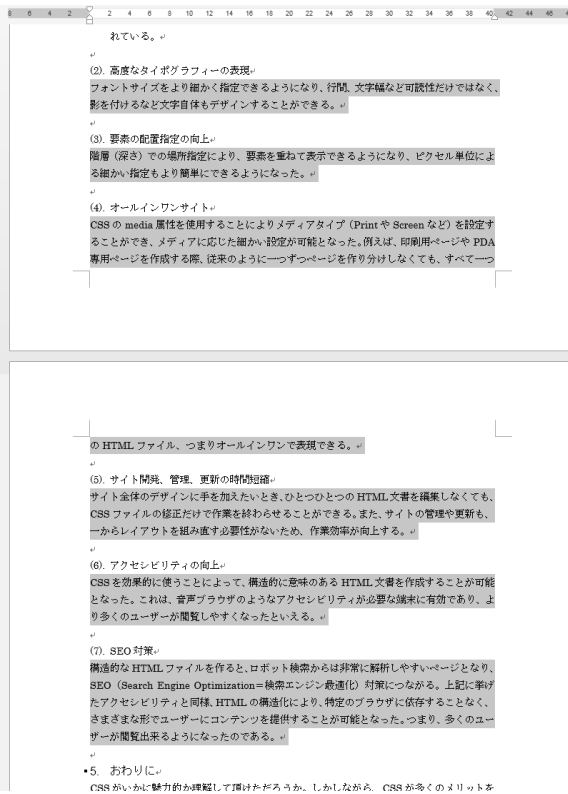 8 6 4 2 2 4 6 8 10 12 14 16 18 20 22 24 26 28 30 32 34 36 38 40 42 44 46
れている。
(2). 高度なタイポグラフィーの表現
フォントサイズをより細かく指定できるようになり、行間、文字幅など可読性だけではなく、
影を付けるなど文字自体もデザインすることができる。
(3). 要素の配置指定の向上
階層（深さ）での場所指定により、要素を重ねて表示できるようになり、ピクセル単位によ
る細かい指定もより簡単にできるようになった。
(4). オールインワンサイト
CSS の media 属性を使用することによりメディアタイプ（Print や Screen など）を設定す
ることができ、メディアに応じた細かい設定が可能となった。例えば、印刷用ページや PDA
専用ページを作成する際、従来のように一つずつページを作り分けしなくても、すべて一つ
の HTML ファイル、つまりオールインワンで表現できる。
(5). サイト開発、管理、更新の時間短縮
サイト全体のデザインに手を加えたいとき、ひとつひとつの HTML 文書を編集しなくても、
CSS ファイルの修正だけで作業を終わらせることができる。また、サイトの管理や更新も、
一からレイアウトを組み直す必要性がないため、作業効率が向上する。
(6). アクセシビリティの向上
CSS を効果的に使うことによって、構造的に意味のある HTML 文書を作成することが可能
となった。これは、音声ブラウザのようなアクセシビリティが必要な端末に有効であり、よ
り多くのユーザーが閲覧しやすくなったといえる。
(7). SEO 対策
構造的な HTML ファイルを作ると、ロボット検索からは非常に解析しやすいページとなり、
SEO（Search Engine Optimization＝検索エンジン最適化）対策につながる。上記に挙げ
たアクセシビリティと同様、HTML の構造化により、特定のブラウザに依存することなく、
さまざまな形でユーザーにコンテンツを提供することが可能となった。つまり、多くのユー
ザーが閲覧出来るようになったのである。
5. おわりに
CSS がいかに魅力的か理解して頂けただろうか。しかしながら、CSS が多くのメリットを